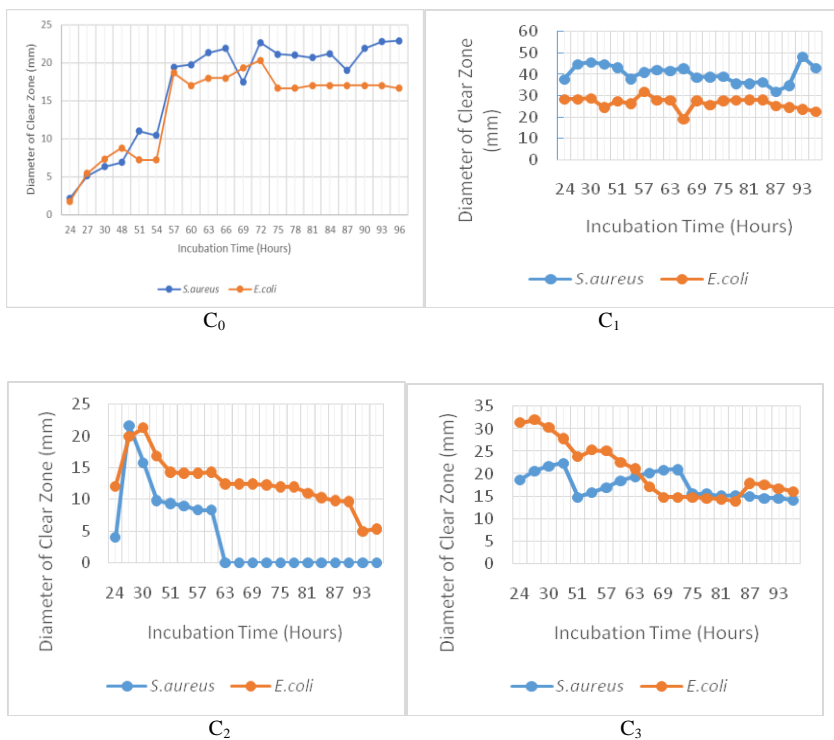 25
20
15
10
5
0
Diameter of Clear Zone (mm)
24 27 30 48 51 54 57 60 63 66 69 72 75 78 81 84 87 90 93 96
Incubation Time (Hours)
S.aureus E.coli
C0
60
50
40
30
20
10
0
Diameter of Clear Zone
(mm)
24 30 51 57 63 69 75 81 87 93
Incubation Time (Hours)
S.aureus E.coli
C1
25
20
15
10
5
0
Diameter of Clear Zone (mm)
24 30 51 57 63 69 75 81 87 93
Incubation Time (Hours)
S.aureus E.coli
C2
35
30
25
20
15
10
5
0
Diameter of Clear Zone (mm)
24 30 51 57 63 69 75 81 87 93
Incubation Time (Hours)
S.aureus E.coli
C3